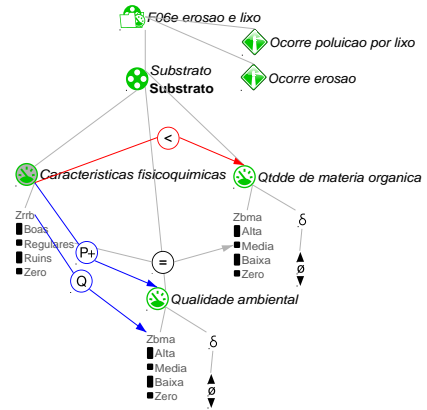 F06e erosao e lixo
Ocorre poluicao por lixo
Substrato
Substrato
Ocorre erosao
<
Caracteristicas fisicoquimicas
Qtdde de materia organica
Zrb
Boas
Regulares
Ruins
Zero
P+
Q
=
Zbma
Alta
Media
Baixa
Zero
δ
ø
Qualidade ambiental
Zbma
Alta
Media
Baixa
Zero
δ
ø